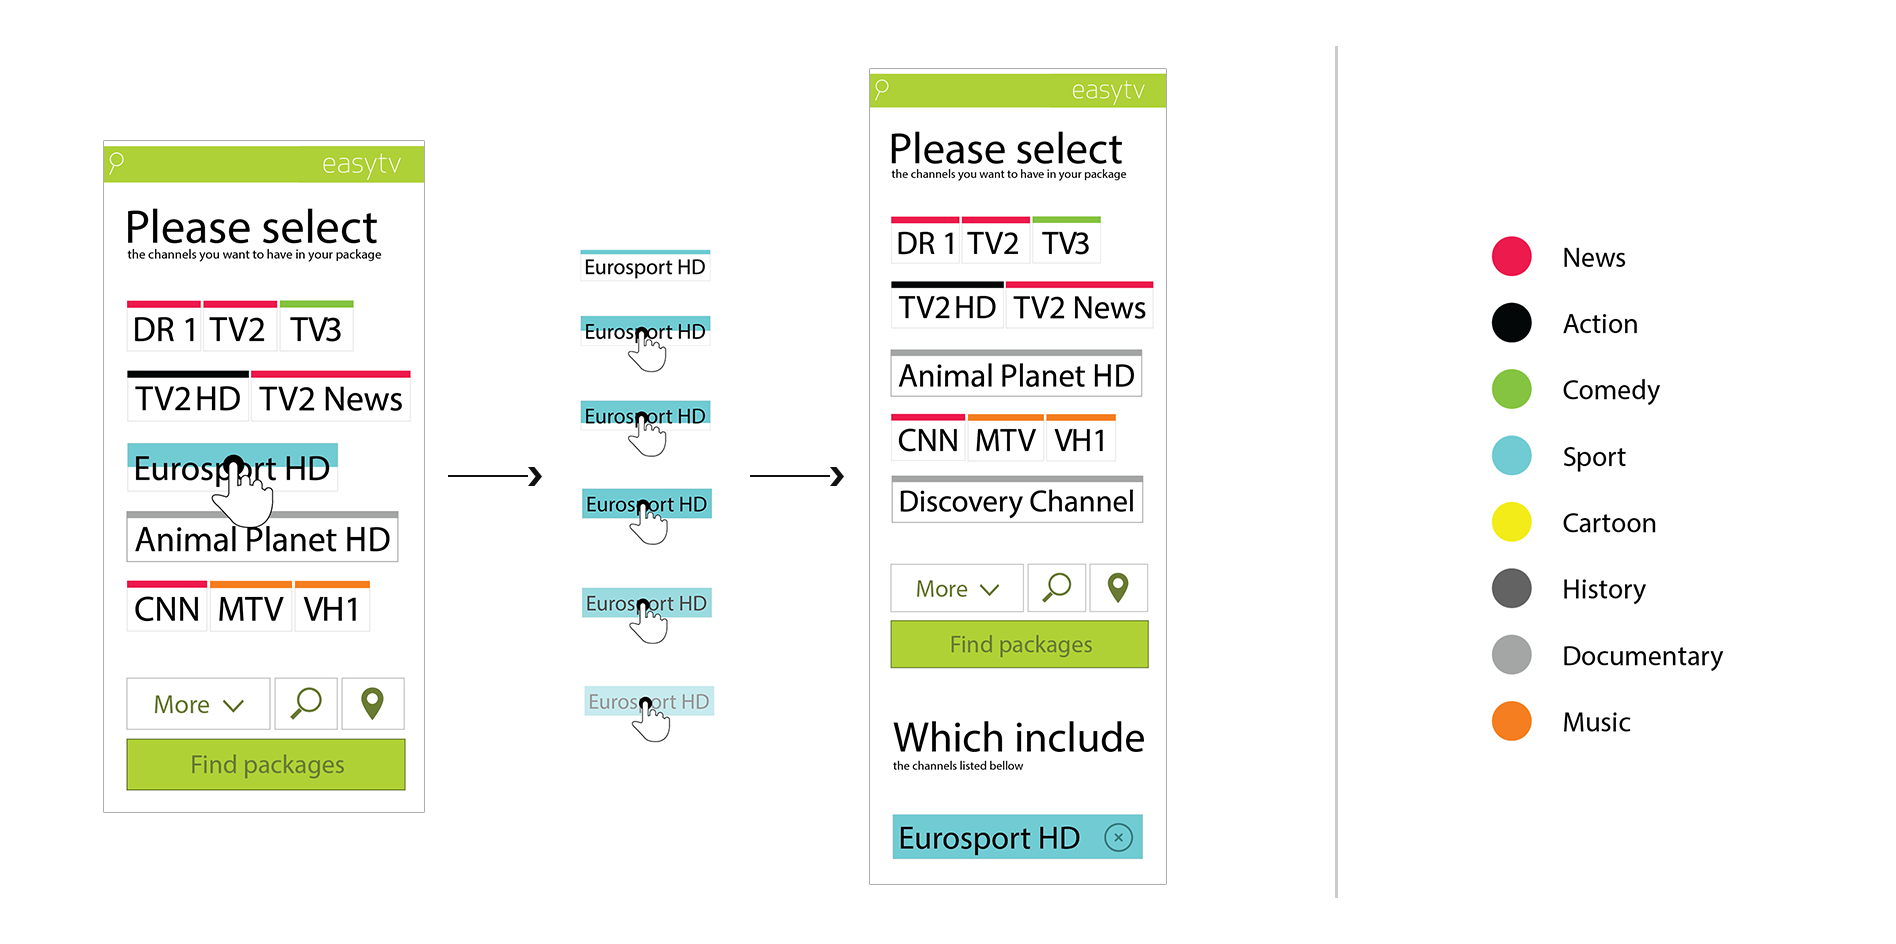 easytv
Please select
the channels you want to have in your package
DR 1 TV2 TV3
TV2 HD TV2 News
Eurosport HD
Animal Planet HD
CNN MTV VH1
More
Find packages
Eurosport HD
Eurosport HD
Eurosport HD
Eurosport HD
Eurosport HD
Eurosport HD
easytv
Please select
the channels you want to have in your package
DR 1 TV2 TV3
TV2 HD TV2 News
Animal Planet HD
CNN MTV VH1
Discovery Channel
More
Find packages
Which include
the channels listed bellow
Eurosport HD
News
Action
Comedy
Sport
Cartoon
History
Documentary
Music